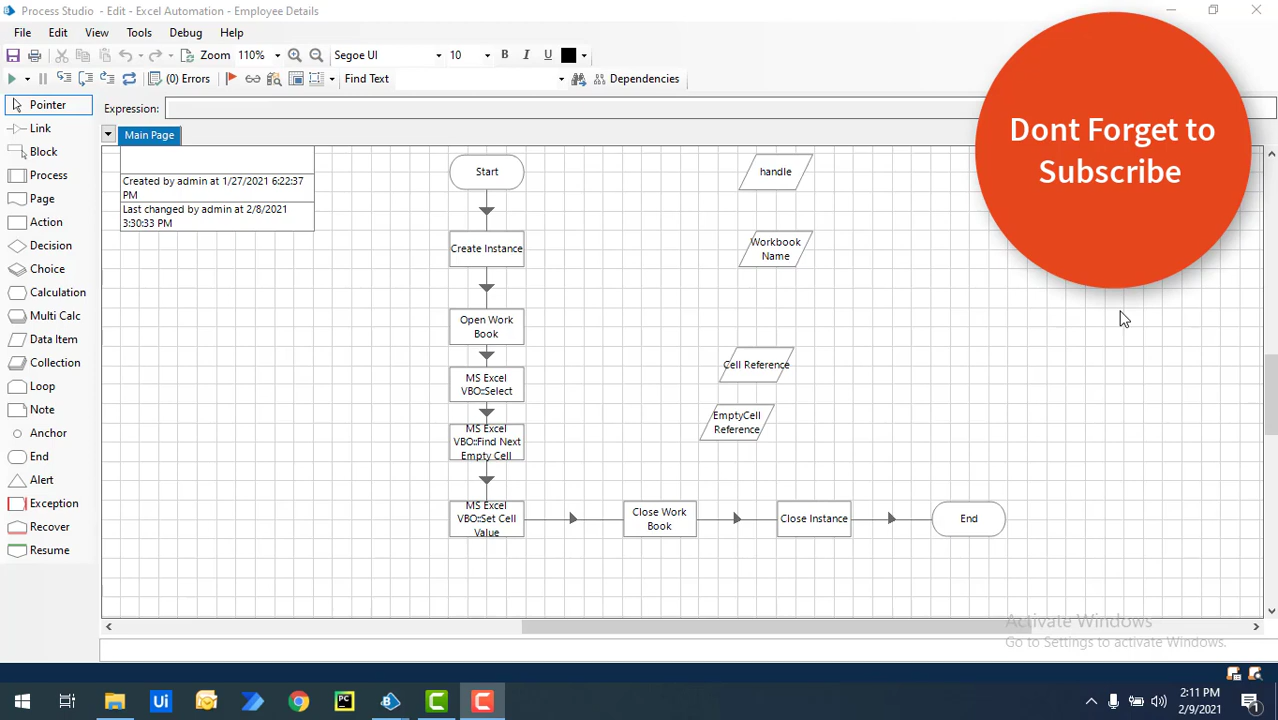 Process Studio - Edit - Excel Automation - Employee Details
File Edit View Tools Debug Help
Zoom 110% Segoe UI 10 B I U
(0) Errors Find Text Dependencies
Pointer
Expression:
Link
Main Page
Block
Process
Page
Action
Decision
Choice
Calculation
Multi Calc
Data Item
Collection
Loop
Note
Anchor
End
Alert
Exception
Recover
Resume
Created by admin at 1/27/2021 6:22:37
PM
Last changed by admin at 2/8/2021
3:30:33 PM
Start
Create Instance
Open Work
Book
MS Excel
VBO::Select
MS Excel
VBO::Find Next
Empty Cell
MS Excel
VBO::Set Cell
Value
Close Work
Book
Close Instance
End
handle
Workbook
Name
Cell Reference
EmptyCell
Reference
Dont Forget to
Subscribe
Activate Windows
Go to Settings to activate Windows.
Ui
PC
2:11 PM
2/9/2021
1